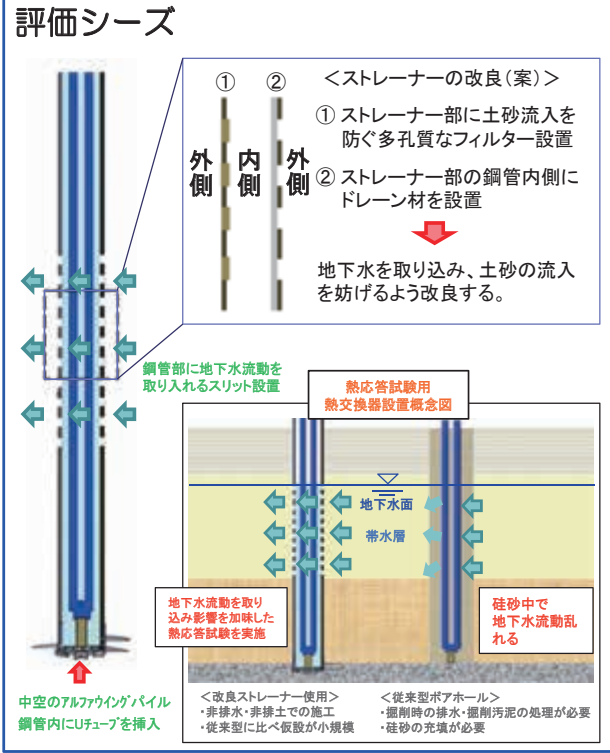 評価シーズ
① ②
外側
内側
外側
＜ストレーナーの改良（案）＞
① ストレーナー部に土砂流入を
防ぐ多孔質なフィルター設置
② ストレーナー部の鋼管内側に
ドレーン材を設置
地下水を取り込み、土砂の流入
を妨げるよう改良する。
鋼管部に地下水流動を
取り入れるスリット設置
熱応答試験用
熱交換器設置概念図
地下水面
帯水層
地下水流動を取り
込み影響を加味した
熱応答試験を実施
硅砂中で
地下水流動乱
れる
中空のアルファウイングパイル
鋼管内にUチューブを挿入
＜改良ストレーナー使用＞
・非排水・非排土での施工
・従来型に比べ仮設が小規模
＜従来型ボアホール＞
・掘削時の排水・掘削汚泥の処理が必要
・硅砂の充填が必要